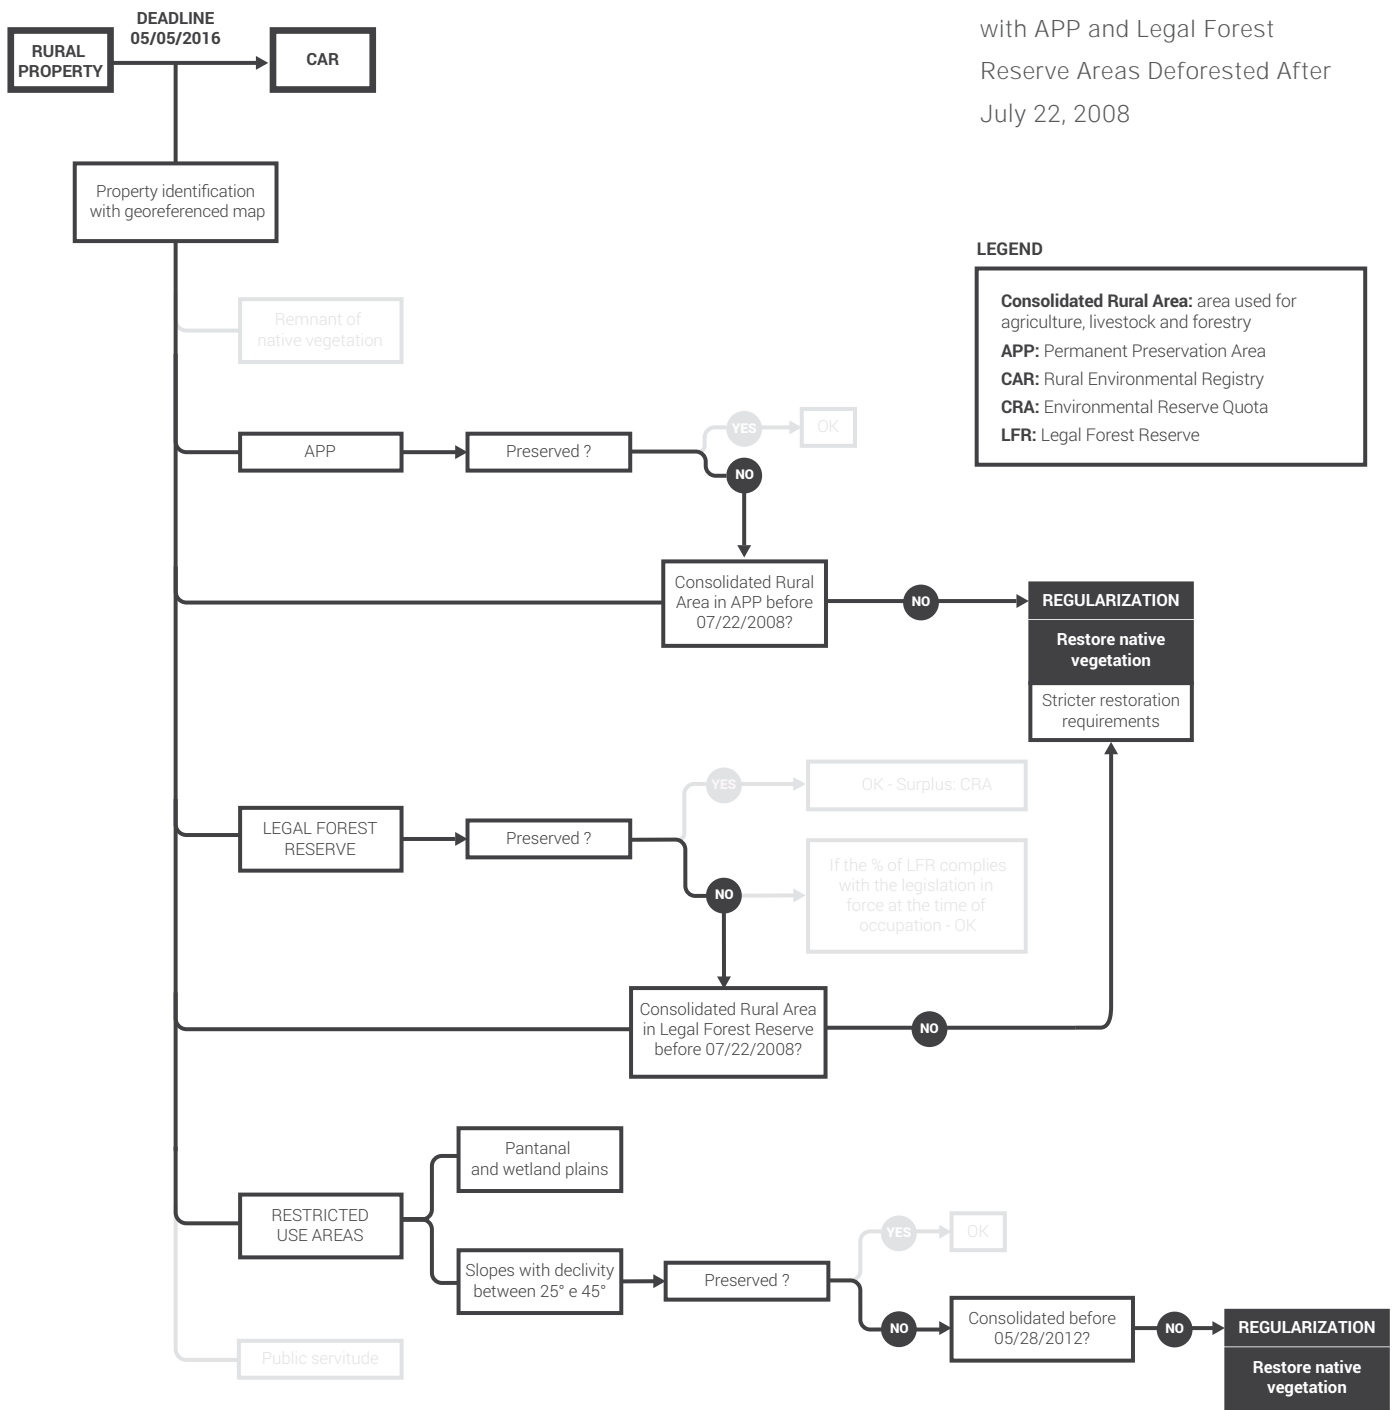 with APP and Legal Forest
Reserve Areas Deforested After
July 22, 2008
DEADLINE
05/05/2016
RURAL
PROPERTY
CAR
Property identification
with georeferenced map
LEGEND
Consolidated Rural Area: area used for
agriculture, livestock and forestry
APP: Permanent Preservation Area
CAR: Rural Environmental Registry
CRA: Environmental Reserve Quota
LFR: Legal Forest Reserve
Remnant of
native vegetation
APP
Preserved ?
YES
OK
NO
Consolidated Rural
Area in APP before
07/22/2008?
NO
REGULARIZATION
Restore native
vegetation
Stricter restoration
requirements
LEGAL FOREST
RESERVE
Preserved ?
YES
OK - Surplus: CRA
NO
If the % of LFR complies
with the legislation in
force at the time of
occupation - OK
Consolidated Rural Area
in Legal Forest Reserve
before 07/22/2008?
NO
RESTRICTED
USE AREAS
Pantanal
and wetland plains
Slopes with declivity
between 25° e 45°
Preserved ?
YES
OK
NO
Consolidated before
05/28/2012?
NO
REGULARIZATION
Restore native
vegetation
Public servitude